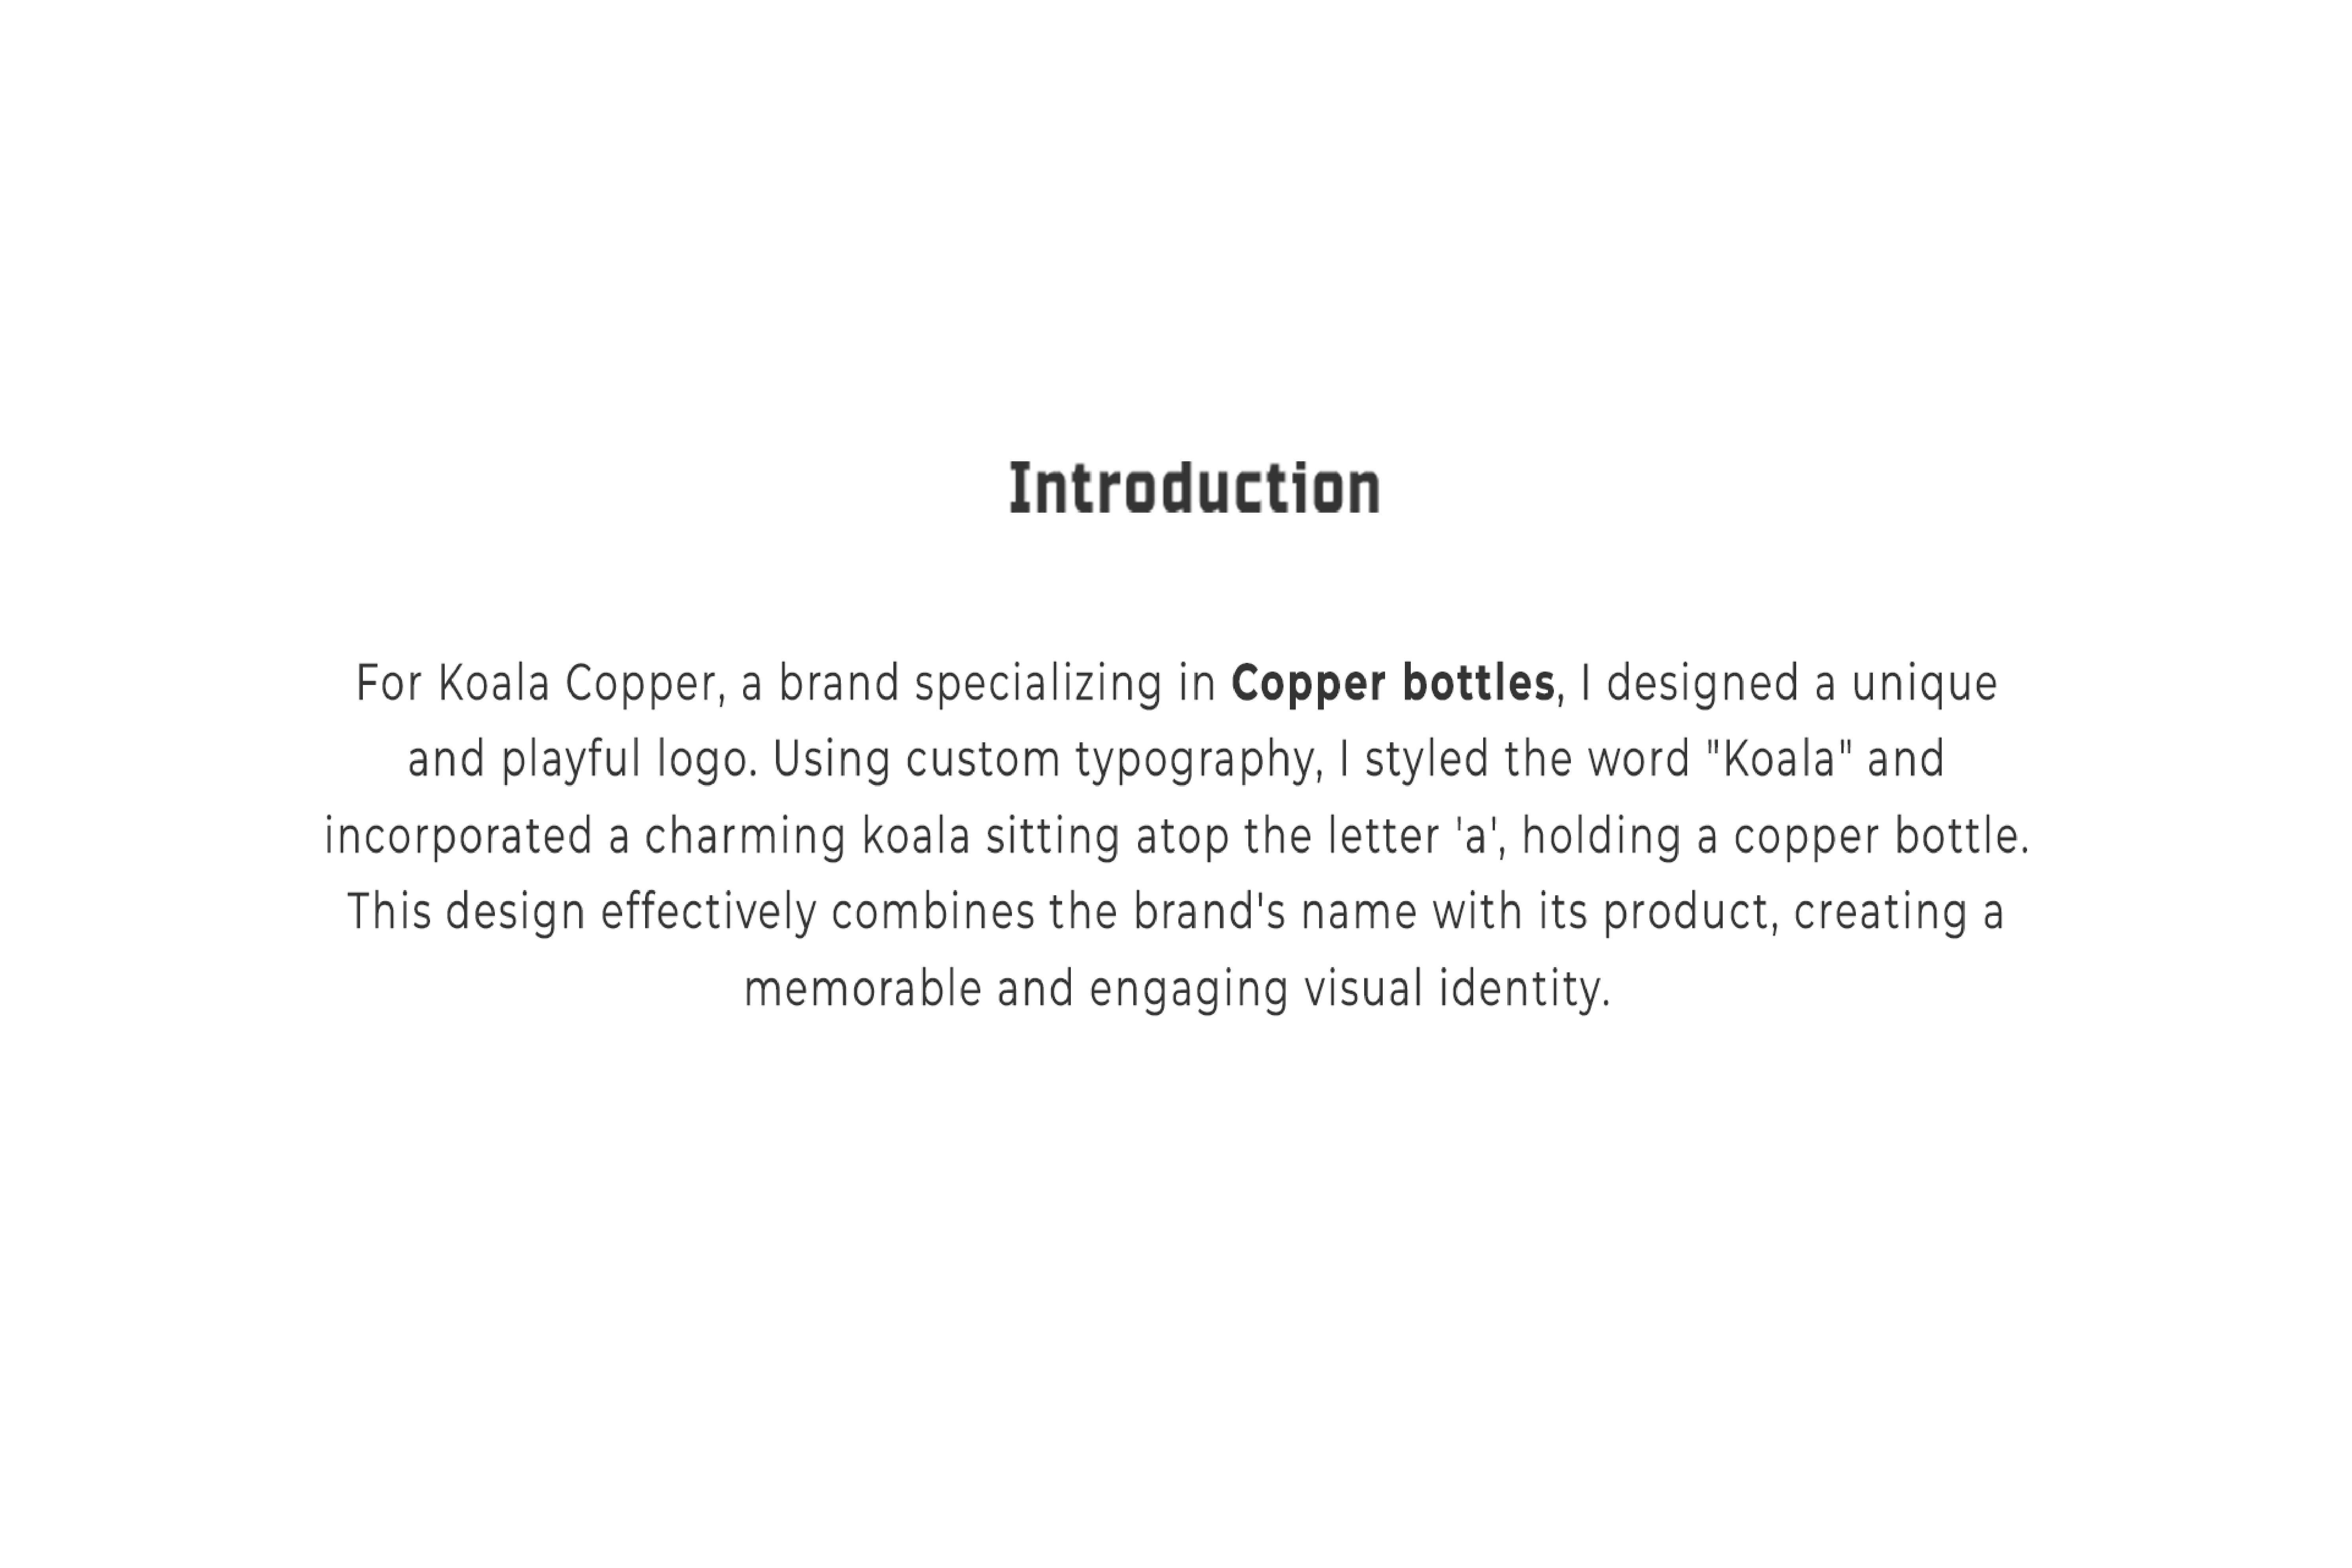 Introduction
For Koala Copper, a brand specializing in Copper bottles, I designed a unique
and playful logo. Using custom typography, I styled the word "Koala" and
incorporated a charming koala sitting atop the letter 'a', holding a copper bottle.
This design effectively combines the brand's name with its product, creating a
memorable and engaging visual identity.